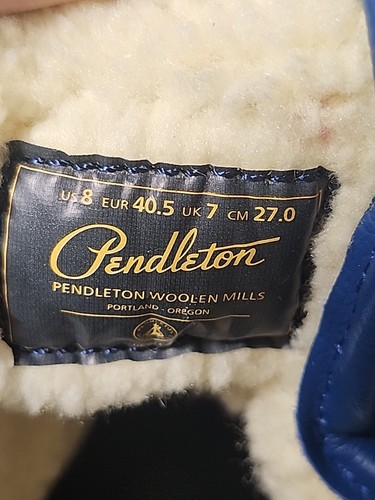 US 8 EUR 40.5 UK 7 CM 27.0
Pendleton
PENDLETON WOOLEN MILLS
PORTLAND · OREGON